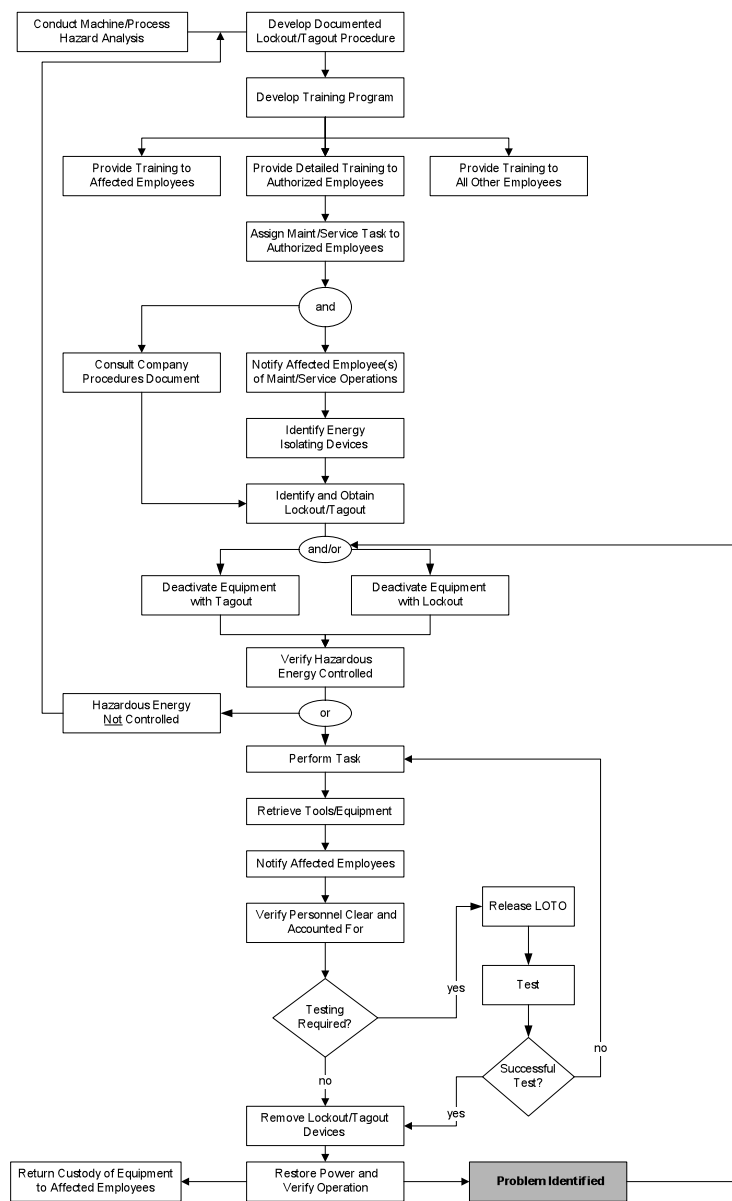 Conduct Machine/Process
Hazard Analysis
Develop Documented
Lockout/Tagout Procedure
Develop Training Program
Provide Training to
Affected Employees
Provide Detailed Training to
Authorized Employees
Provide Training to
All Other Employees
Assign Maint/Service Task to
Authorized Employees
and
Consult Company
Procedures Document
Notify Affected Employee(s)
of Maint/Service Operations
Identify Energy
Isolating Devices
Identify and Obtain
Lockout/Tagout
and/or
Deactivate Equipment
with Tagout
Deactivate Equipment
with Lockout
Verify Hazardous
Energy Controlled
Hazardous Energy
Not Controlled
or
Perform Task
Retrieve Tools/Equipment
Notify Affected Employees
Verify Personnel Clear and
Accounted For
Release LOTO
yes
Test
Testing
Required?
no
Successful
Test?
no
yes
Remove Lockout/Tagout
Devices
Return Custody of Equipment
to Affected Employees
Restore Power and
Verify Operation
Problem Identified